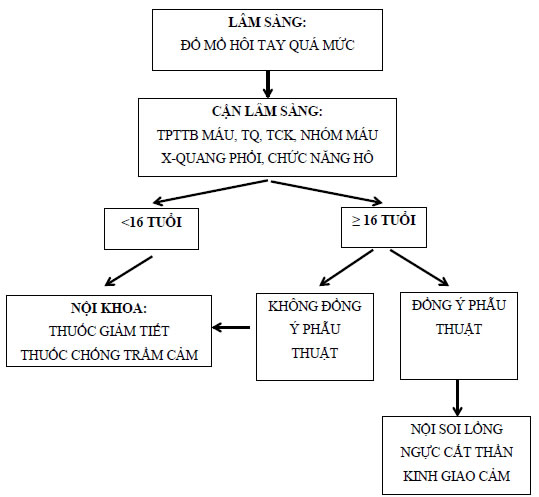 LÂM SÀNG:
ĐỔ MỒ HÔI TAY QUÁ MỨC
CẬN LÂM SÀNG:
TPTTB MÁU, TQ, TCK, NHÓM MÁU
X-QUANG PHỔI, CHỨC NĂNG HÔ
<16 TUỔI
≥ 16 TUỔI
NỘI KHOA:
THUỐC GIẢM TIẾT
THUỐC CHỐNG TRẦM CẢM
KHÔNG ĐỒNG
Ý PHẪU
THUẬT
ĐỒNG Ý PHẪU
THUẬT
NỘI SOI LỒNG
NGỰC CẮT THẦN
KINH GIAO CẢM